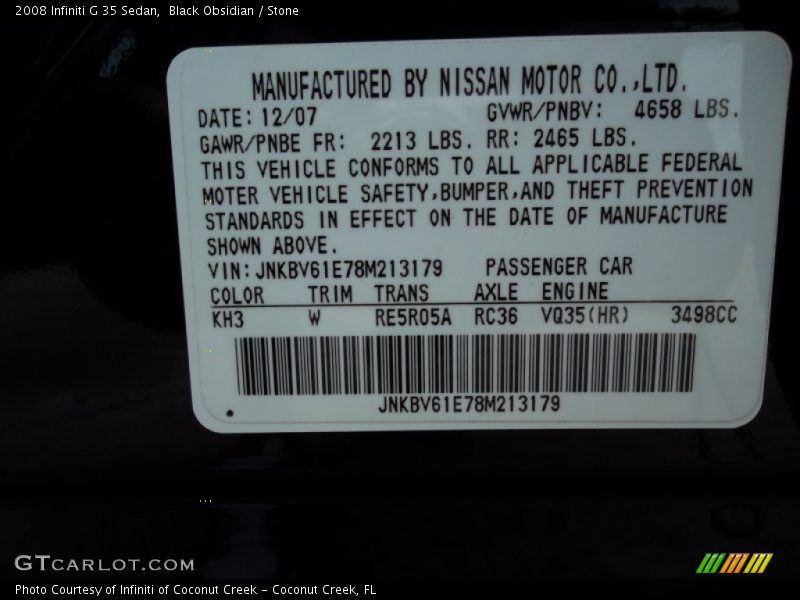 2008 Infiniti G 35 Sedan,  Black Obsidian / Stone
MANUFACTURED BY NISSAN MOTOR CO.,LTD.
DATE: 12/07 GVWR/PNBV: 4658 LBS.
GAWR/PNBE FR: 2213 LBS. RR: 2465 LBS.
THIS VEHICLE CONFORMS TO ALL APPLICABLE FEDERAL
MOTER VEHICLE SAFETY,BUMPER,AND THEFT PREVENTION
STANDARDS IN EFFECT ON THE DATE OF MANUFACTURE
SHOWN ABOVE.
VIN: JNKBV61E78M213179 PASSENGER CAR
COLOR TRIM TRANS AXLE ENGINE
KH3 W RE5R05A RC36 VQ35(HR) 3498CC
JNKBV61E78M213179
GTCARLOT.COM
Photo Courtesy of Infiniti of Coconut Creek – Coconut Creek, FL